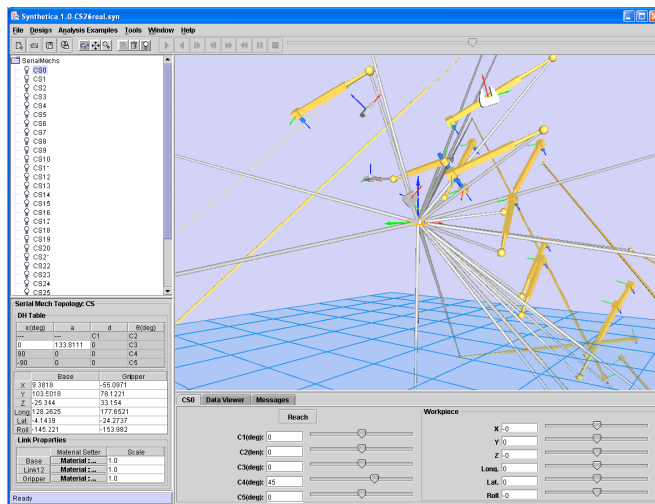 Synthetica 1.0-CS26real.syn
File Design Analysis Examples Tools Window Help
SerialMechs
CS0
CS1
CS2
CS3
CS4
CS5
CS6
CS7
CS8
CS9
CS10
CS11
CS12
CS13
CS14
CS15
CS16
CS17
CS18
CS19
CS20
CS21
CS22
CS23
CS24
CS25
Serial Mech Topology: CS
DH Table
α(deg) a d θ(deg)
--- --- C1 C2
0 133.8111 0 C3
90 0 0 C4
-90 0 0 C5
Base Gripper
X 9.3818 -55.0971
Y 103.5018 78.1221
Z -25.344 33.154
Long. 128.2625 177.6521
Lat. -4.1459 -24.2737
Roll -145.221 -153.982
Link Properties
Material Setter Scale
Base Material :... 1.0
Link12 Material :... 1.0
Gripper Material :... 1.0
Ready
CS0 Data Viewer Messages
Reach
C1(deg): 0
C2(len): 0
C3(deg): 0
C4(deg): 45
C5(deg): 0
Workpiece
X -0
Y 0
Z -0
Long. 0
Lat. 0
Roll -0